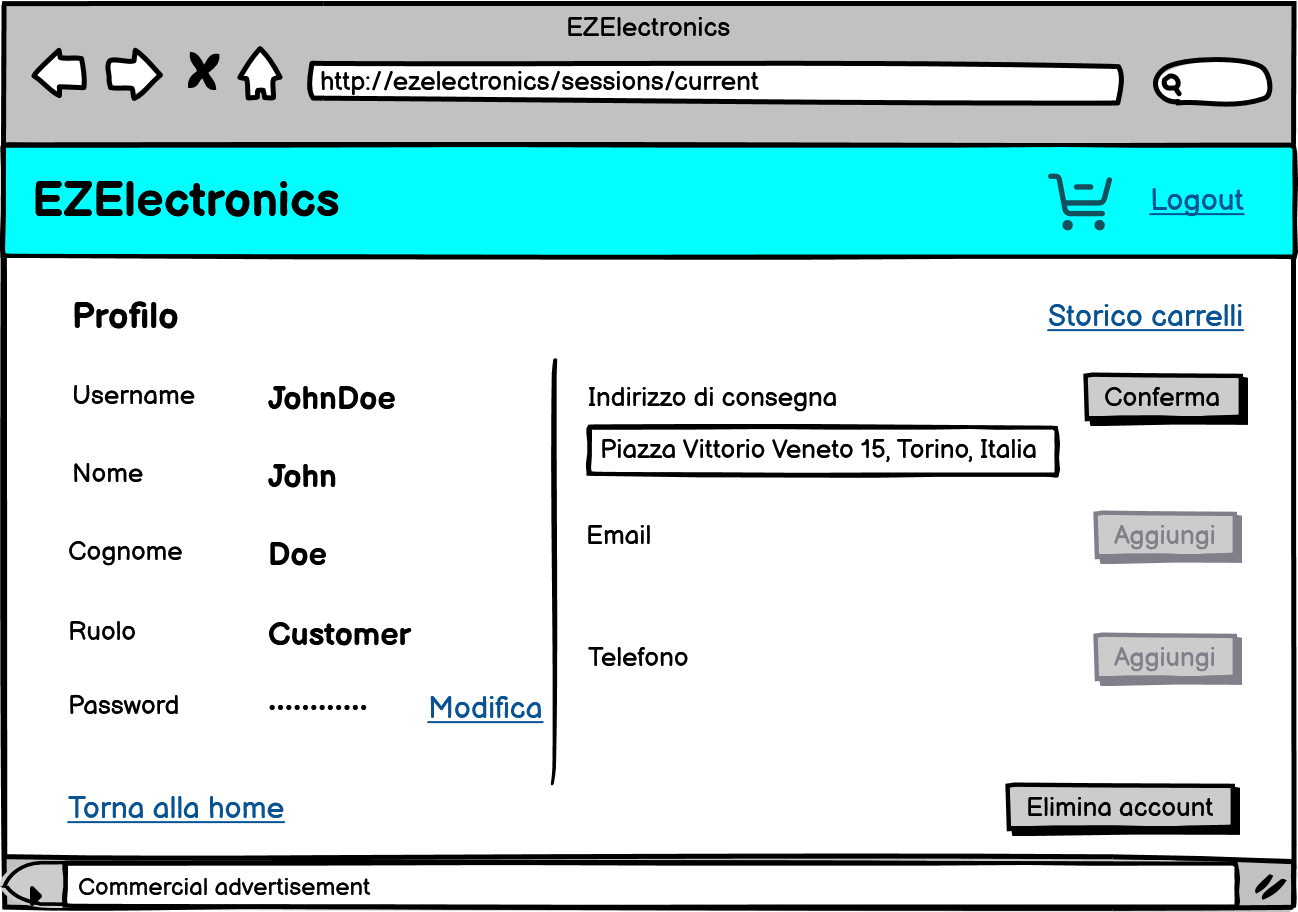 EZElectronics
http://ezelectronics/sessions/current
EZElectronics
Logout
Profilo
Storico carrelli
Username JohnDoe
Nome John
Cognome Doe
Ruolo Customer
Password ............ Modifica
Indirizzo di consegna Conferma
Piazza Vittorio Veneto 15, Torino, Italia
Email Aggiungi
Telefono Aggiungi
Torna alla home
Elimina account
Commercial advertisement